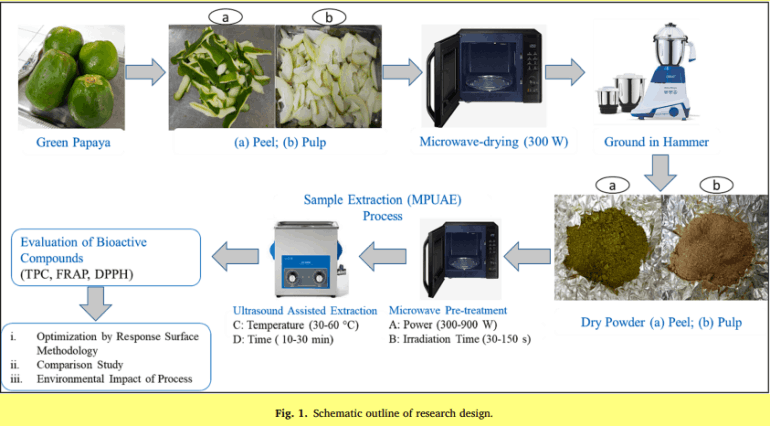 a
b
Green Papaya
(a) Peel; (b) Pulp
Microwave-drying (300 W)
Ground in Hammer
a
b
Dry Powder (a) Peel; (b) Pulp
Sample Extraction (MPUAE)
Process
Microwave Pre-treatment
A: Power (300-900 W)
B: Irradiation Time (30-150 s)
Ultrasound Assisted Extraction
C: Temperature (30-60 °C)
D: Time ( 10-30 min)
Evaluation of Bioactive
Compounds
(TPC, FRAP, DPPH)
i. Optimization by Response Surface
Methodology
ii. Comparison Study
iii. Environmental Impact of Process
Fig. 1. Schematic outline of research design.